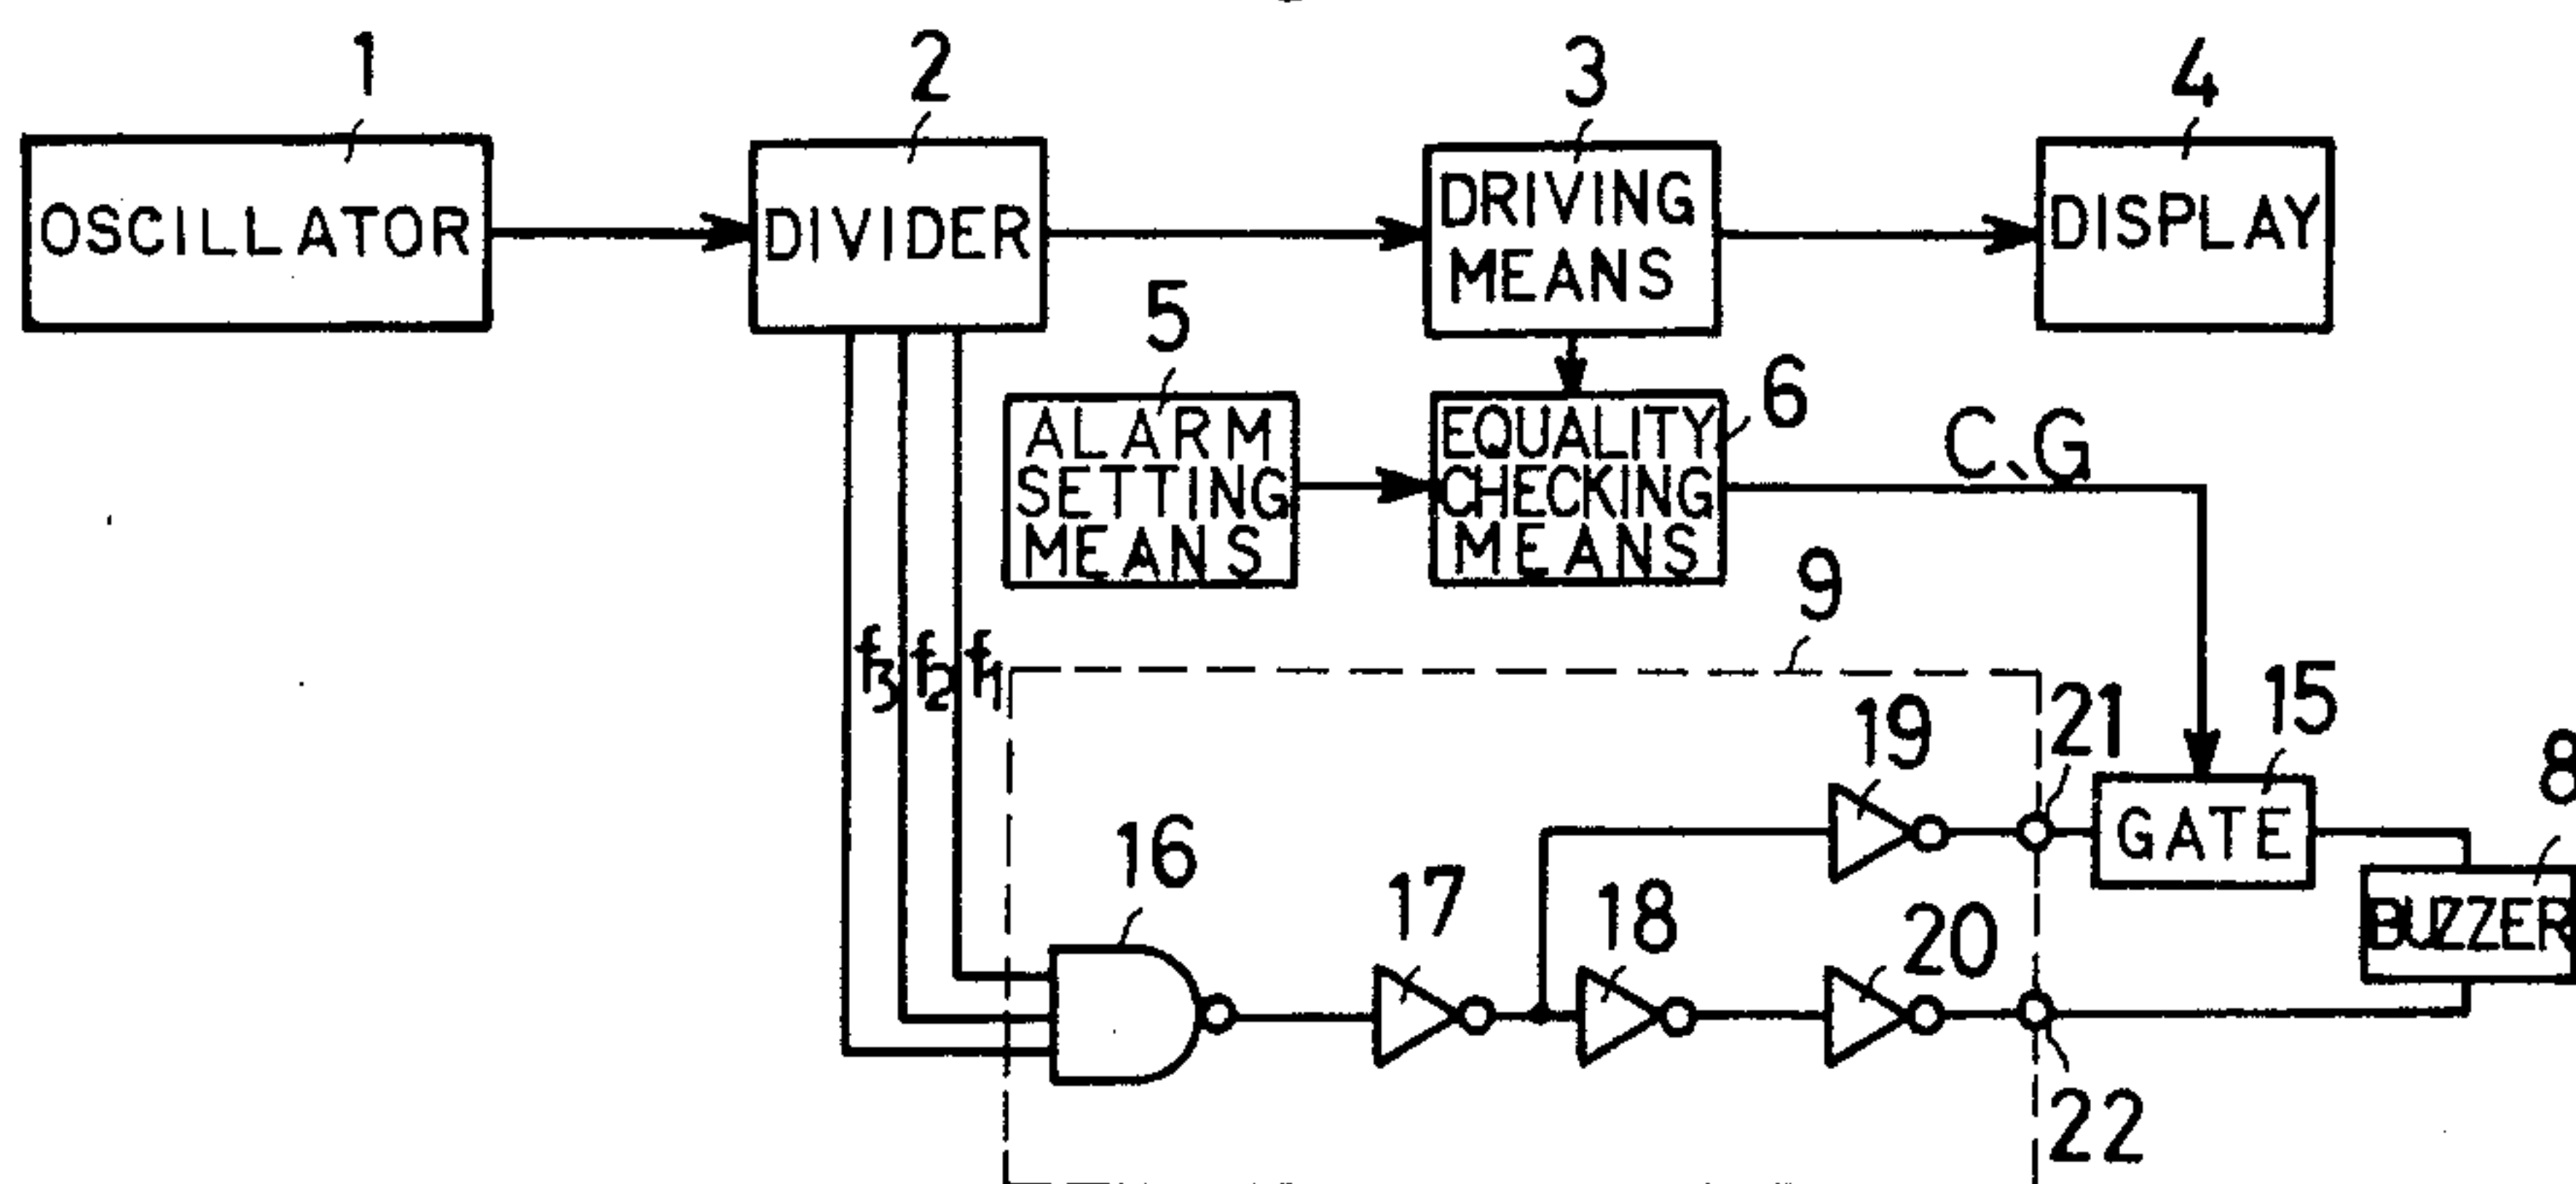 1
2
3
4
OSCILLATOR
DIVIDER
DRIVING
MEANS
DISPLAY
5
6
ALARM
SETTING
MEANS
EQUALITY
CHECKING
MEANS
C、G
9
f3
f2
f1
21
15
8
19
GATE
16
17
18
20
BUZZER
22